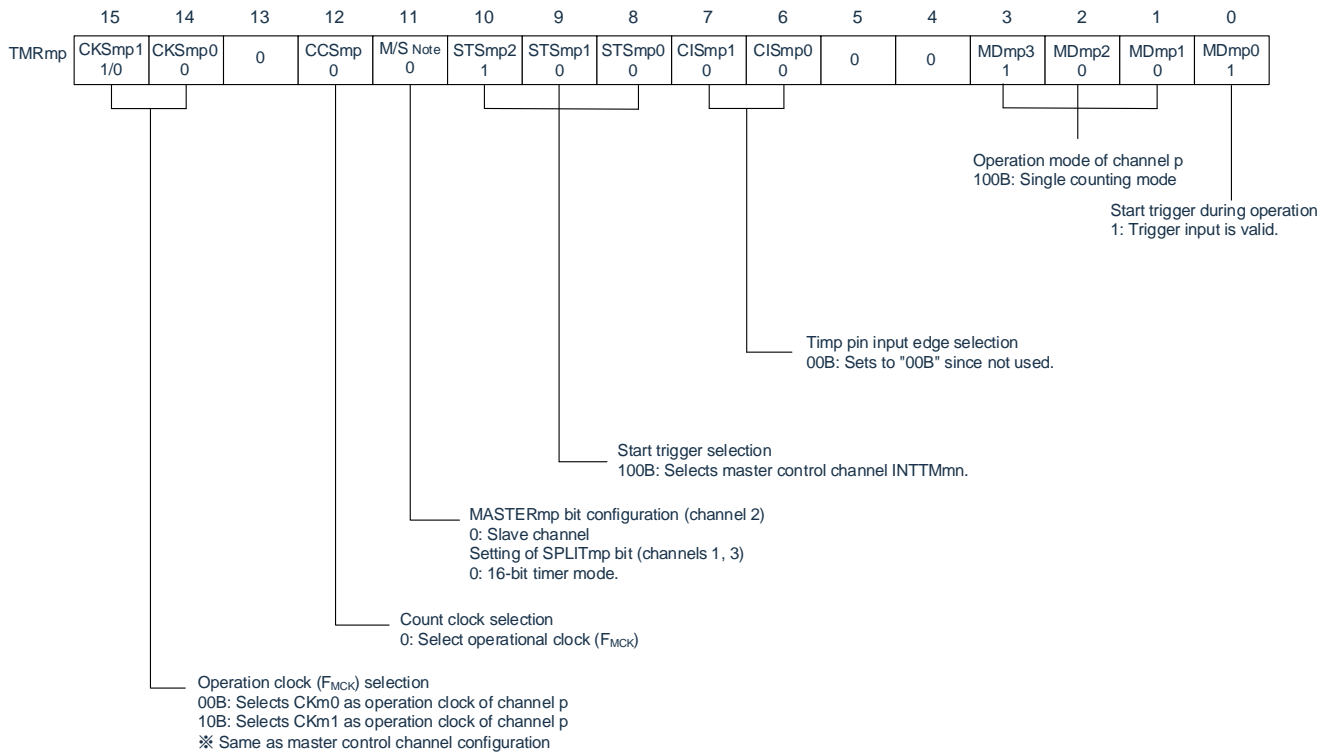 15 14 13 12 11 10 9 8 7 6 5 4 3 2 1 0
TMRmp CKSmp1 CKSmp0 0 CCSmp M/S Note STSmp2 STSmp1 STSmp0 CISmp1 CISmp0 0 0 MDmp3 MDmp2 MDmp1 MDmp0
1/0 0 0 0 1 0 0 0 0 1 0 0 1
Operation mode of channel p
100B: Single counting mode
Start trigger during operation
1: Trigger input is valid.
Timp pin input edge selection
00B: Sets to "00B" since not used.
Start trigger selection
100B: Selects master control channel INTTMmn.
MASTERmp bit configuration (channel 2)
0: Slave channel
Setting of SPLITmp bit (channels 1, 3)
0: 16-bit timer mode.
Count clock selection
0: Select operational clock (FMCK)
Operation clock (FMCK) selection
00B: Selects CKm0 as operation clock of channel p
10B: Selects CKm1 as operation clock of channel p
※ Same as master control channel configuration